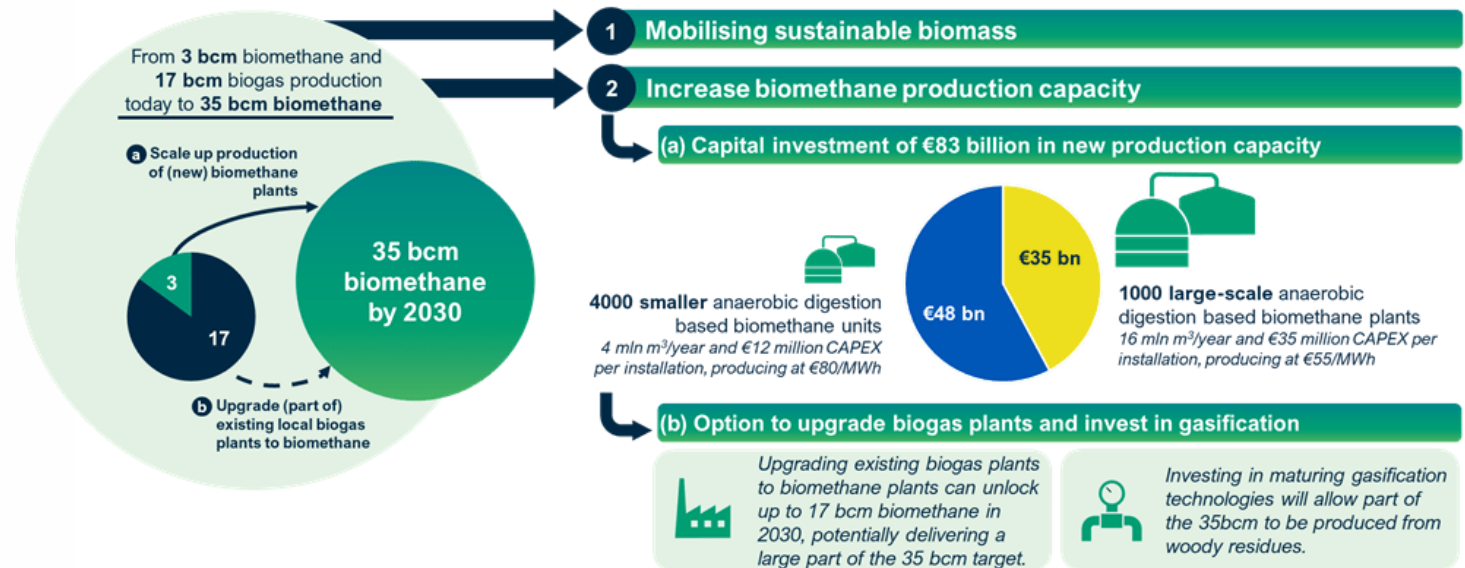 From 3 bcm biomethane and
17 bcm biogas production
today to 35 bcm biomethane
a Scale up production
of (new) biomethane
plants
3
17
35 bcm
biomethane
by 2030
b Upgrade (part of)
existing local biogas
plants to biomethane
1 Mobilising sustainable biomass
2 Increase biomethane production capacity
(a) Capital investment of €83 billion in new production capacity
4000 smaller anaerobic digestion
based biomethane units
4 mln m³/year and €12 million CAPEX
per installation, producing at €80/MWh
€48 bn
€35 bn
1000 large-scale anaerobic
digestion based biomethane plants
16 mln m³/year and €35 million CAPEX per
installation, producing at €55/MWh
(b) Option to upgrade biogas plants and invest in gasification
Upgrading existing biogas plants
to biomethane plants can unlock
up to 17 bcm biomethane in
2030, potentially delivering a
large part of the 35 bcm target.
Investing in maturing gasification
technologies will allow part of
the 35bcm to be produced from
woody residues.